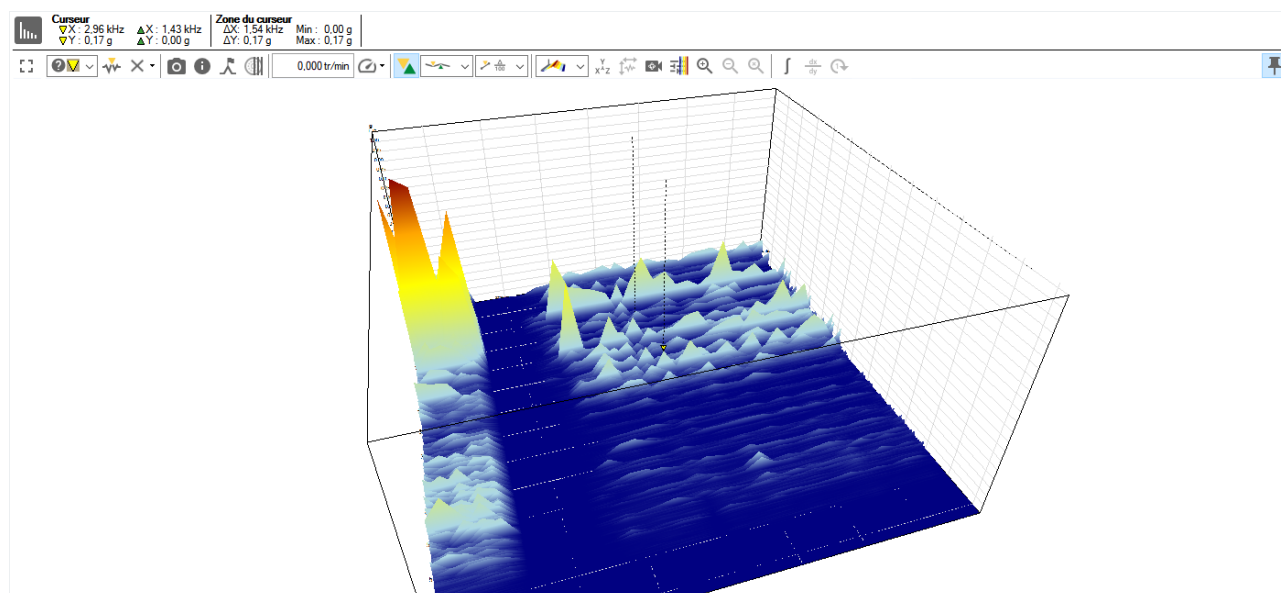 Curseur
X : 2,96 kHz X : 1,43 kHz
Y : 0,17 g Y : 0,00 g
Zone du curseur
ΔX: 1,54 kHz Min : 0,00 g
ΔY: 0,17 g Max : 0,17 g
0,000 tr/min